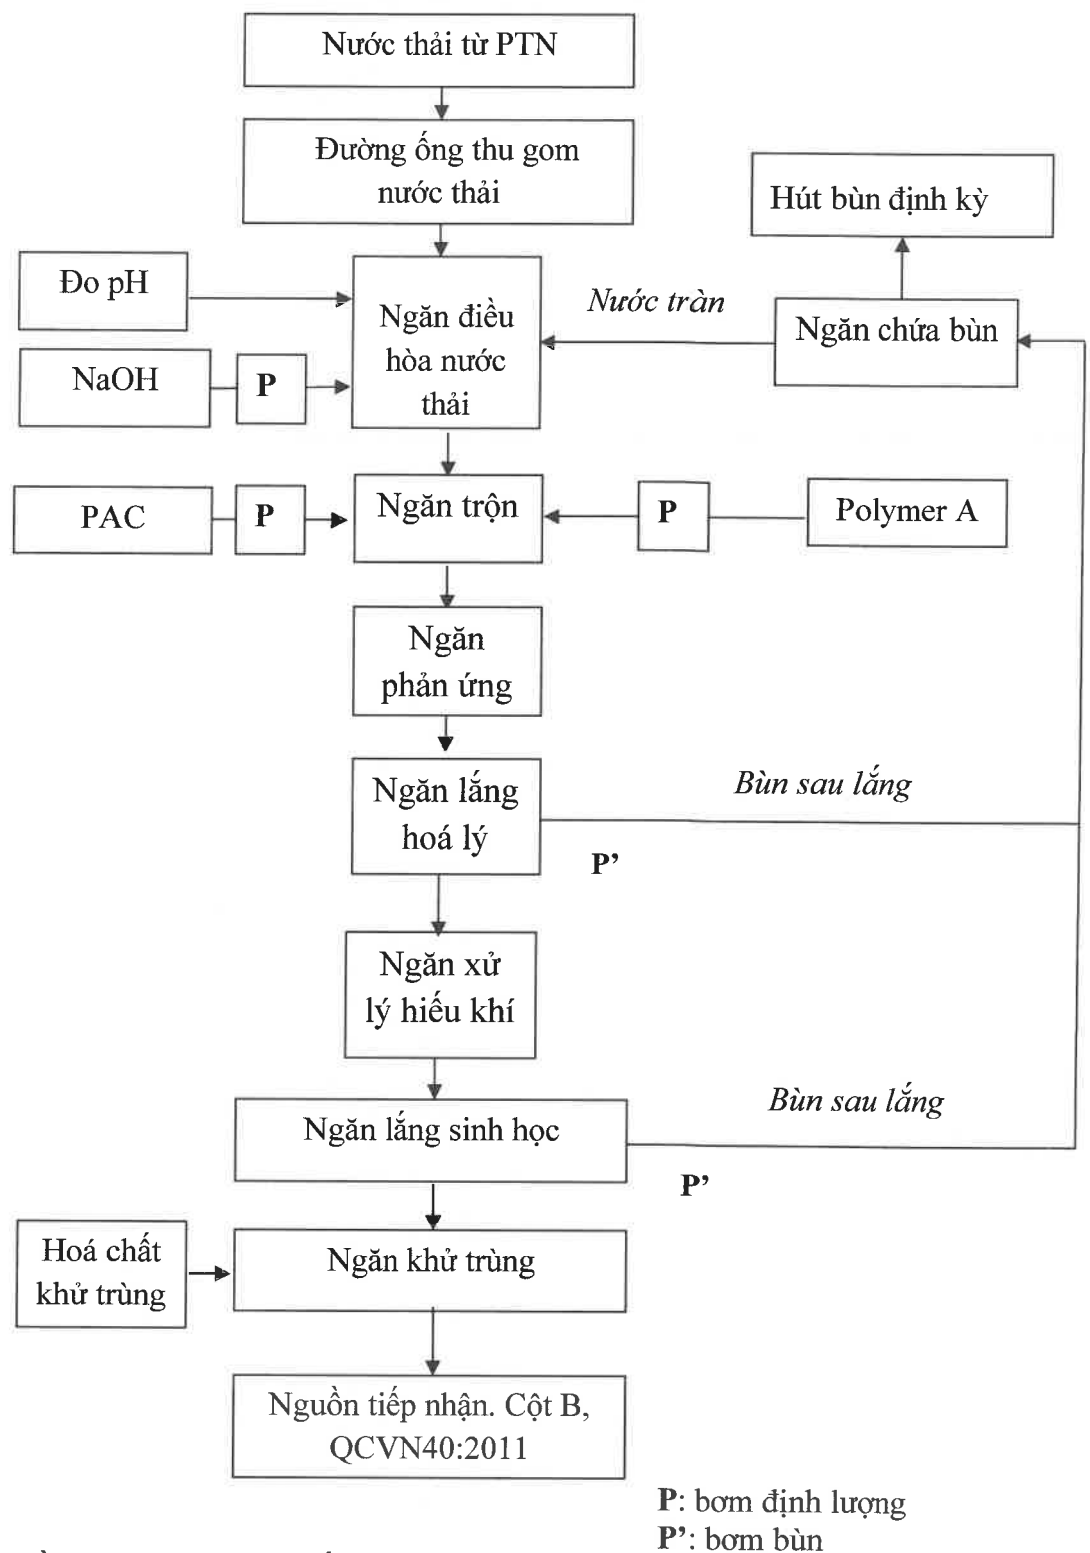 Nước thải từ PTN
Đường ống thu gom
nước thải
Hút bùn định kỳ
Đo pH
Ngăn điều
hòa nước
thải
Nước tràn
Ngăn chứa bùn
NaOH
P
PAC
P
Ngăn trộn
P
Polymer A
Ngăn
phản ứng
Ngăn lắng
hoá lý
Bùn sau lắng
P’
Ngăn xử
lý hiếu khí
Bùn sau lắng
Ngăn lắng sinh học
P’
Hoá chất
khử trùng
Ngăn khử trùng
Nguồn tiếp nhận. Cột B,
QCVN40:2011
P: bơm định lượng
P’: bơm bùn